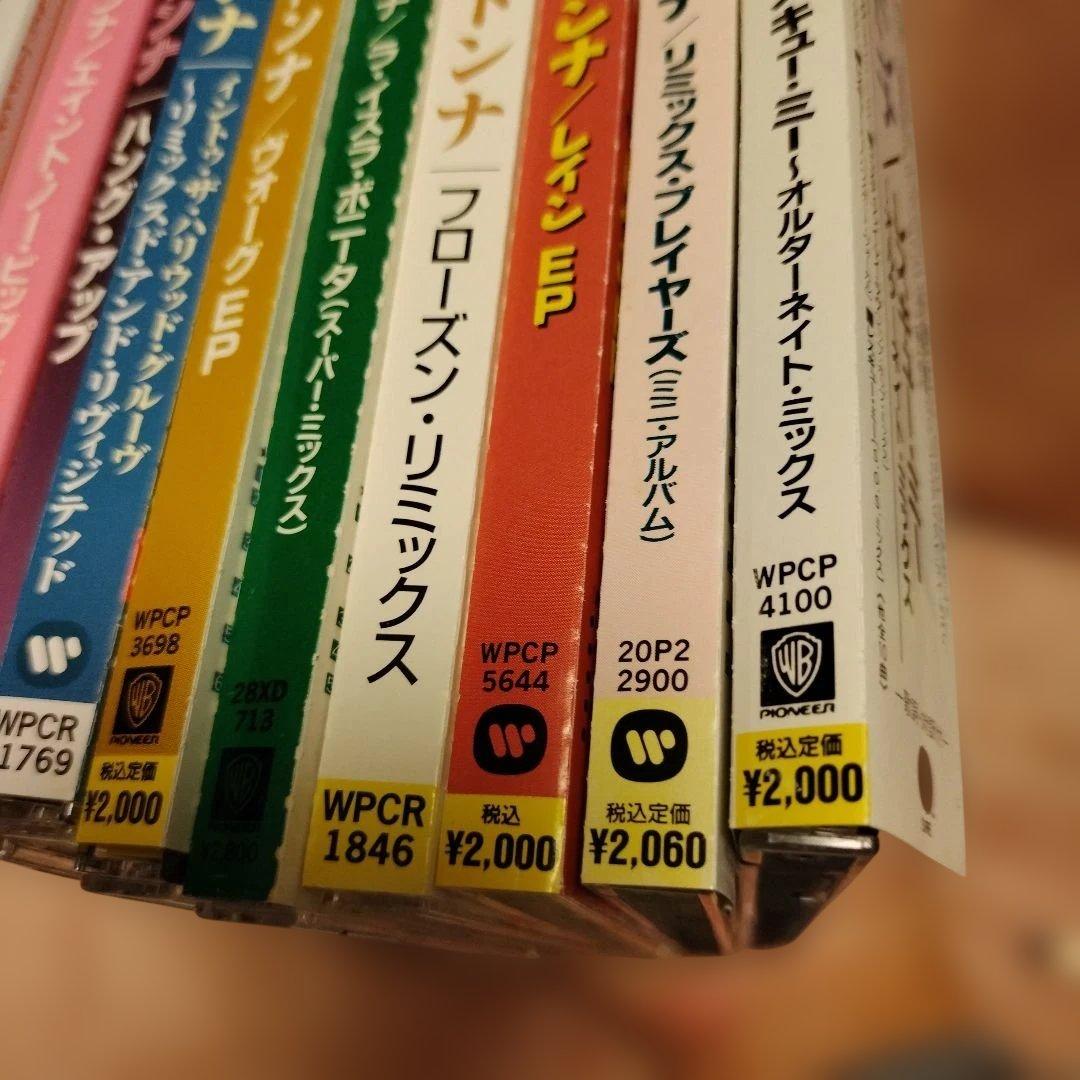 ナ/エイント・ノー・ビッグ
ンナ/ハング・アップ
ナ
イントゥ・ザ・ハリウッド・グルーヴ
〜リミックスド・アンド・リヴィジテッド
WPCR
1769
ンナ/ヴォーグEP
WPCP
3698
WB
PIONEER
税込定価
¥2,000
ナ/ラ・イスラ・ボニータ(スーパー・ミックス)
28XD
713
PIONEER
¥2,800
ドンナ
フローズン・リミックス
WPCR
1846
ンナ/レインEP
WPCP
5644
税込
¥2,000
ナ/リミックス・プレイヤーズ(ミニ・アルバム)
20P2
2900
税込定価
¥2,060
スキュー・ミー〜オルターネイト・ミックス
WPCP
4100
WB
PIONEER
税込定価
¥2,000